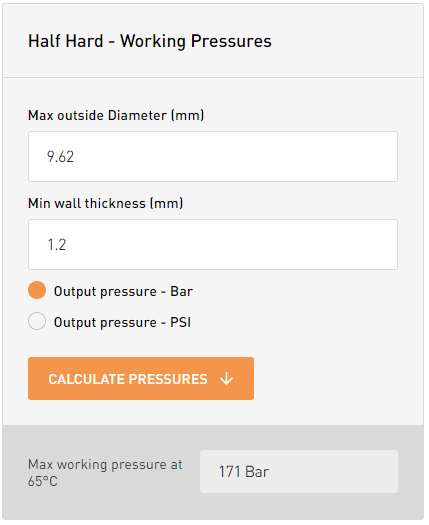 Half Hard - Working Pressures
Max outside Diameter (mm)
9.62
Min wall thickness (mm)
1.2
Output pressure - Bar
Output pressure - PSI
CALCULATE PRESSURES ↓
Max working pressure at
65°C
171 Bar